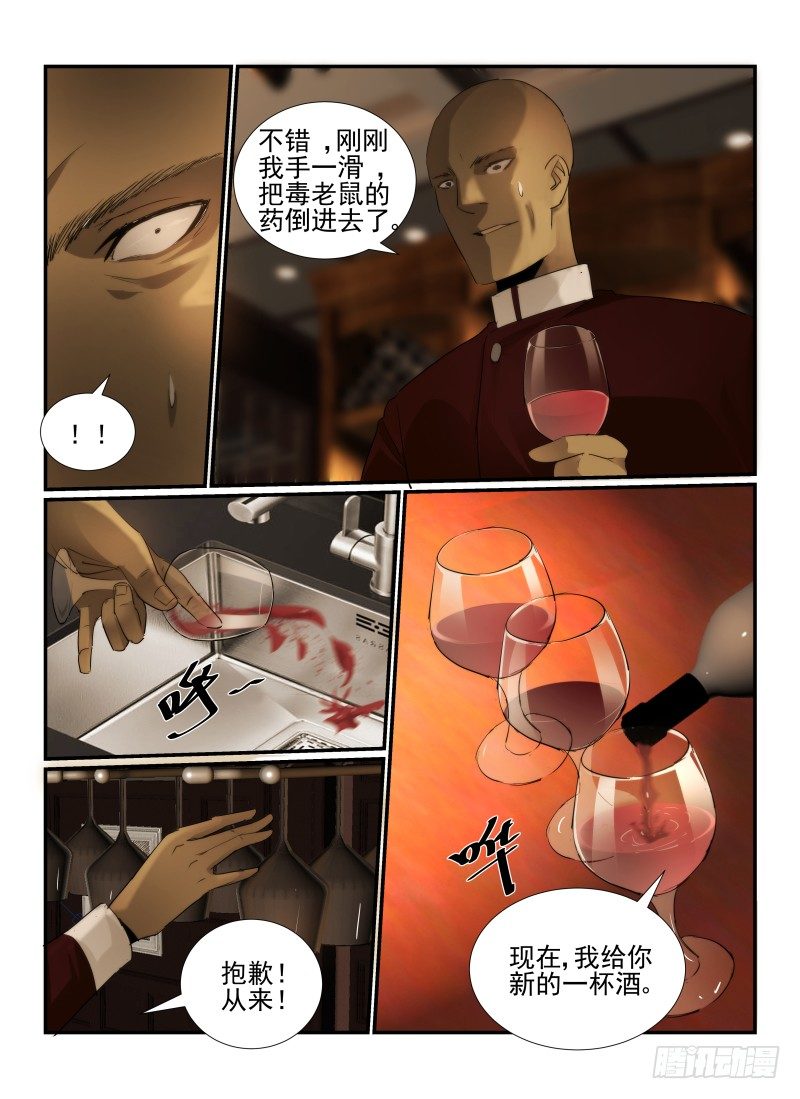 ！！
不错，刚刚
我手一滑，
把毒老鼠的
药倒进去了。
哗~
抱歉！
从来！
哗
现在，我给你
新的一杯酒。
腾讯动漫